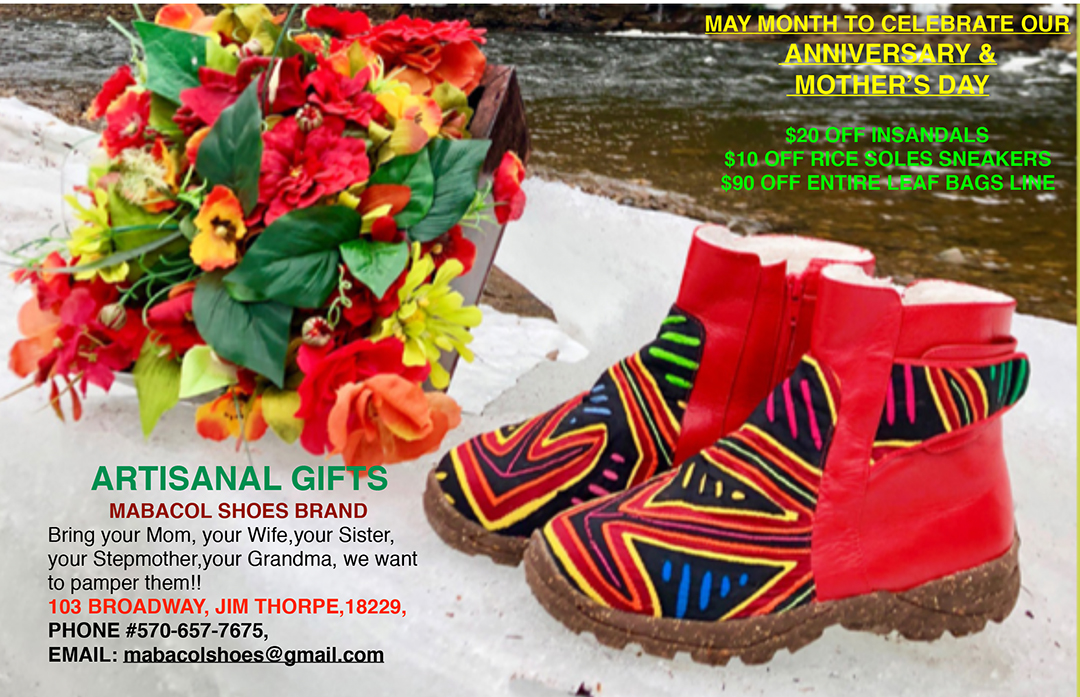 MAY MONTH TO CELEBRATE OUR
ANNIVERSARY &
MOTHER'S DAY
$20 OFF INSANDALS
$10 OFF RICE SOLES SNEAKERS
$90 OFF ENTIRE LEAF BAGS LINE
ARTISANAL GIFTS
MABACOL SHOES BRAND
Bring your Mom, your Wife,your Sister,
your Stepmother,your Grandma, we want
to pamper them!!
103 BROADWAY, JIM THORPE,18229,
PHONE #570-657-7675,
EMAIL: mabacolshoes@gmail.com